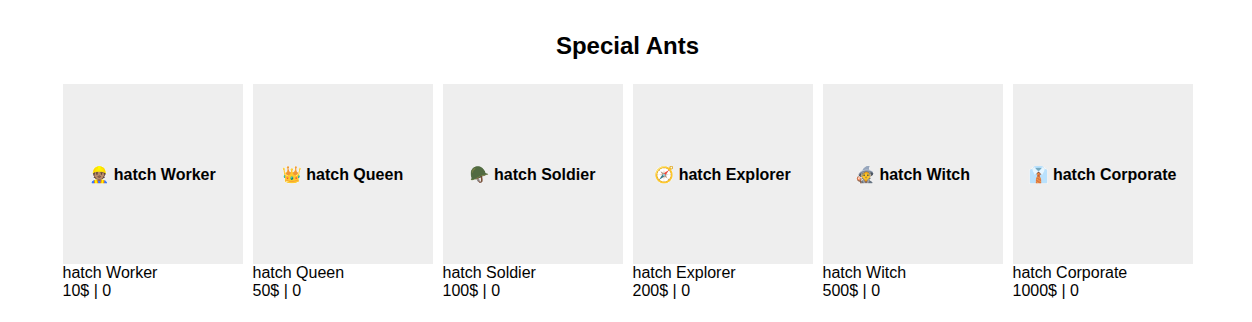 Special Ants
👷🏽 hatch Worker
👑 hatch Queen
🪖 hatch Soldier
🧭 hatch Explorer
🧙 hatch Witch
👔 hatch Corporate
hatch Worker
10$ | 0
hatch Queen
50$ | 0
hatch Soldier
100$ | 0
hatch Explorer
200$ | 0
hatch Witch
500$ | 0
hatch Corporate
1000$ | 0